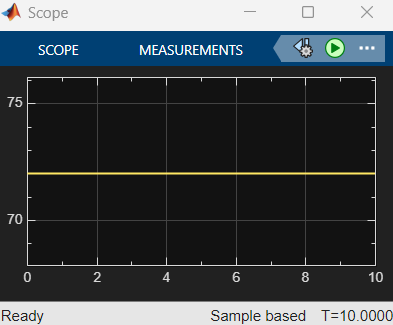 Scope
SCOPE MEASUREMENTS
75
70
0 2 4 6 8 10
Ready Sample based T=10.0000